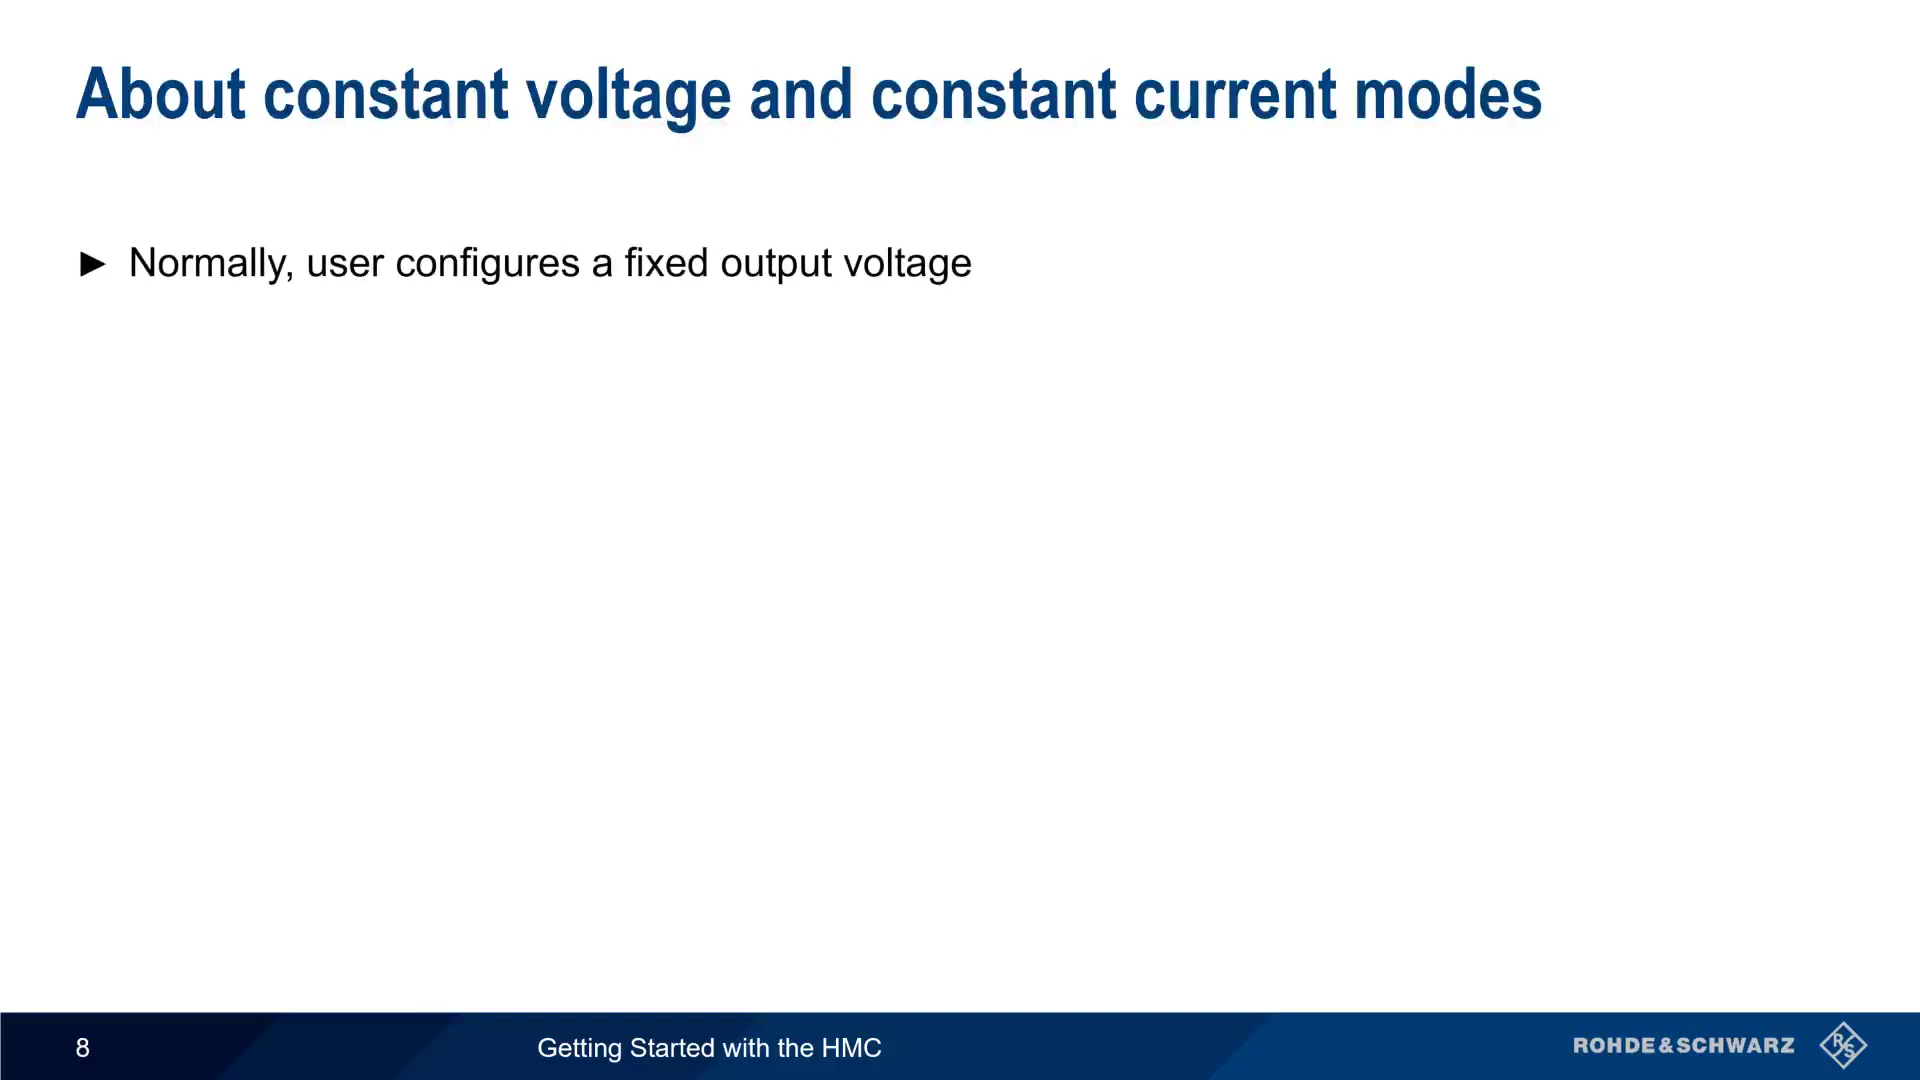 About constant voltage and constant current modes
► Normally, user configures a fixed output voltage
8
Getting Started with the HMC
ROHDE&SCHWARZ
R S